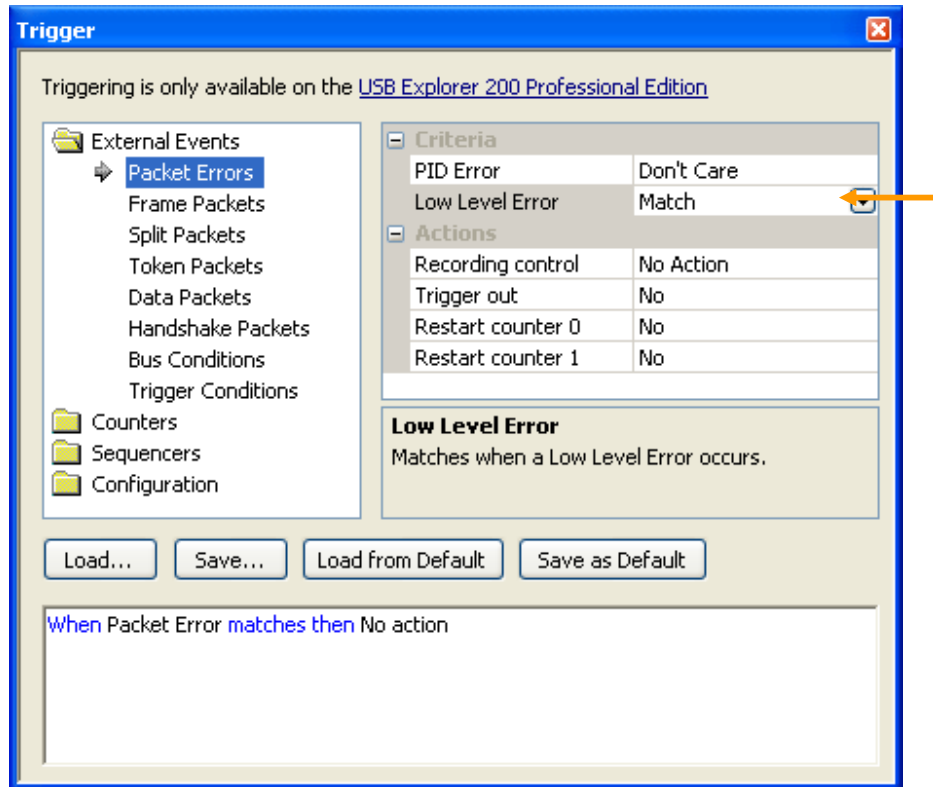 Trigger
Triggering is only available on the USB Explorer 200 Professional Edition
External Events
Packet Errors
Frame Packets
Split Packets
Token Packets
Data Packets
Handshake Packets
Bus Conditions
Trigger Conditions
Counters
Sequencers
Configuration
Criteria
PID Error Don't Care
Low Level Error Match
Actions
Recording control No Action
Trigger out No
Restart counter 0 No
Restart counter 1 No
Low Level Error
Matches when a Low Level Error occurs.
Load... Save... Load from Default Save as Default
When Packet Error matches then No action